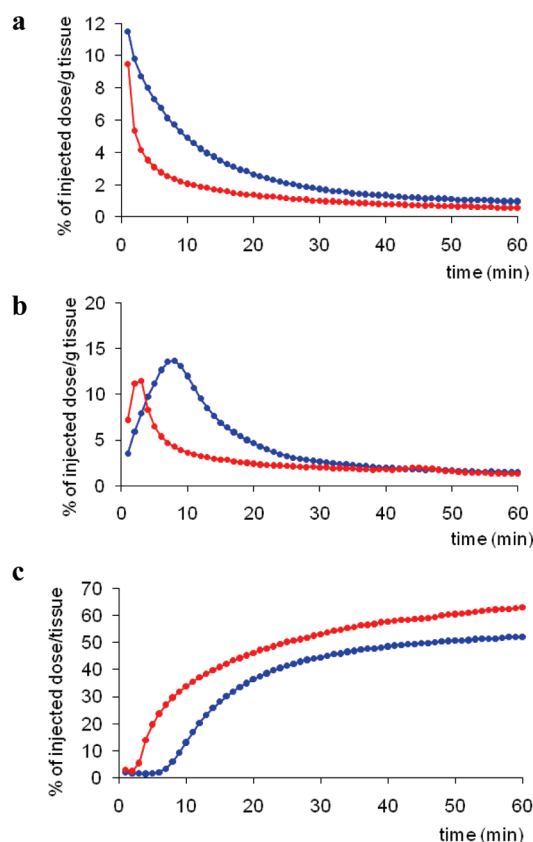 a
% of injected dose/g tissue
12
10
8
6
4
2
0
0 10 20 30 40 50 60
time (min)
b
% of injected dose/g tissue
20
15
10
5
0
0 10 20 30 40 50 60
time (min)
c
% of injected dose/tissue
70
60
50
40
30
20
10
0
0 10 20 30 40 50 60
time (min)